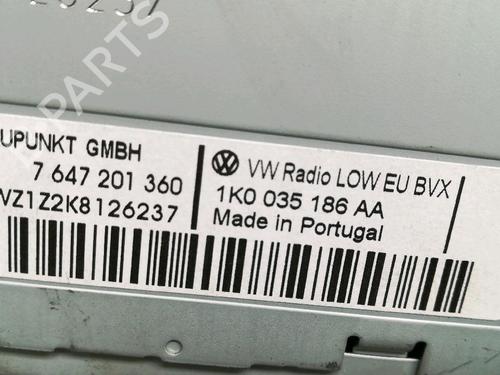 UPUNKT GMBH
7 647 201 360
VZ1Z2K8126237
VW Radio LOW EU BVX
1K0 035 186 AA
Made in Portugal
B PARTS